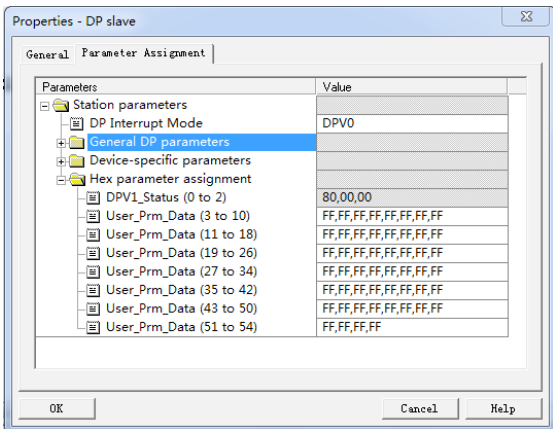 Properties - DP slave
General Parameter Assignment
Parameters Value
Station parameters
DP Interrupt Mode DPV0
General DP parameters
Device-specific parameters
Hex parameter assignment
DPV1_Status (0 to 2) 80,00,00
User_Prm_Data (3 to 10) FF,FF,FF,FF,FF,FF,FF,FF
User_Prm_Data (11 to 18) FF,FF,FF,FF,FF,FF,FF,FF
User_Prm_Data (19 to 26) FF,FF,FF,FF,FF,FF,FF,FF
User_Prm_Data (27 to 34) FF,FF,FF,FF,FF,FF,FF,FF
User_Prm_Data (35 to 42) FF,FF,FF,FF,FF,FF,FF,FF
User_Prm_Data (43 to 50) FF,FF,FF,FF,FF,FF,FF,FF
User_Prm_Data (51 to 54) FF,FF,FF,FF
OK Cancel Help